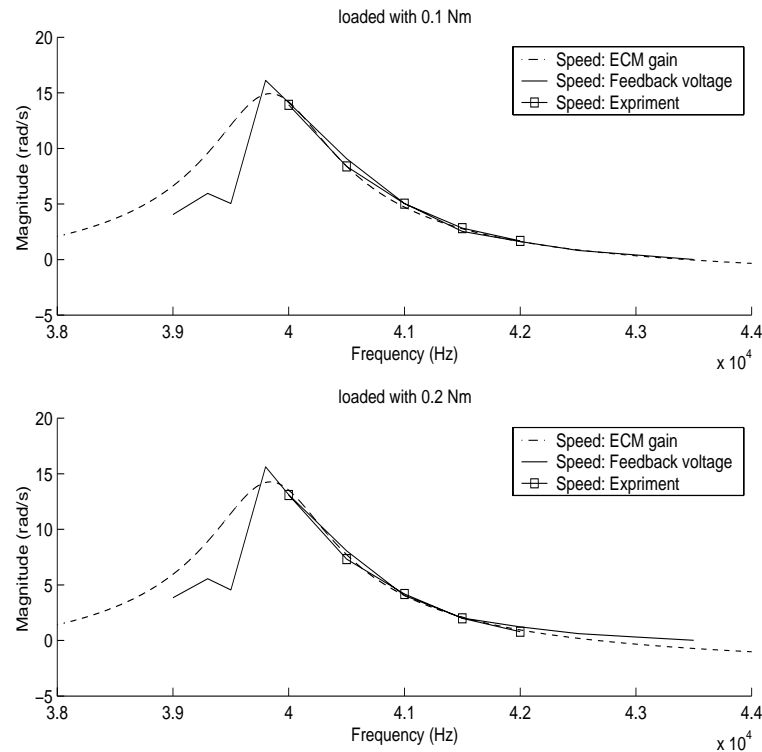 loaded with 0.1 Nm
20
15
10
5
0
−5
Magnitude (rad/s)
Speed: ECM gain
Speed: Feedback voltage
Speed: Expriment
3.8 3.9 4 4.1 4.2 4.3 4.4
Frequency (Hz)
x 10^4
loaded with 0.2 Nm
20
15
10
5
0
−5
Magnitude (rad/s)
Speed: ECM gain
Speed: Feedback voltage
Speed: Expriment
3.8 3.9 4 4.1 4.2 4.3 4.4
Frequency (Hz)
x 10^4